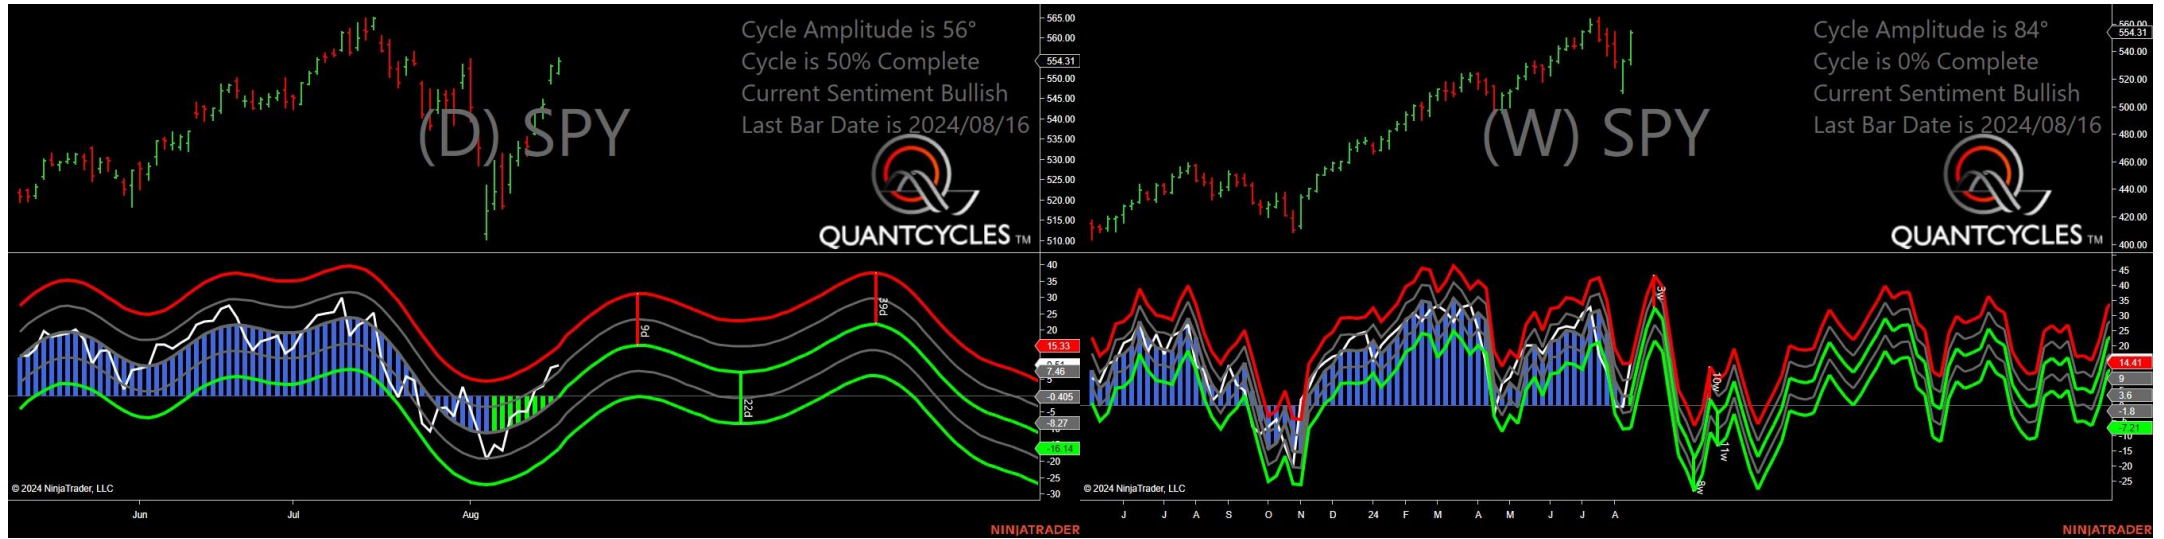 Cycle Amplitude is 56°
Cycle is 50% Complete
Current Sentiment Bullish
Last Bar Date is 2024/08/16
(D) SPY
QUANTCYCLES TM
565.00
560.00
554.31
550.00
545.00
540.00
535.00
530.00
525.00
520.00
515.00
510.00
40
35
30
25
20
15.33
7.46
5
-0.405
-5
-8.27
-16.14
-20
-25
-30
9d
22d
39d
© 2024 NinjaTrader, LLC
Jun Jul Aug
NINJATRADER
Cycle Amplitude is 84°
Cycle is 0% Complete
Current Sentiment Bullish
Last Bar Date is 2024/08/16
(W) SPY
QUANTCYCLES TM
560.00
554.31
540.00
520.00
500.00
480.00
460.00
440.00
420.00
400.00
45
40
35
30
25
20
14.41
9
3.6
-1.8
-7.21
-10
-15
-20
-25
3w
8w
10w
11w
© 2024 NinjaTrader, LLC
J J A S O N D 24 F M A M J J A
NINJATRADER